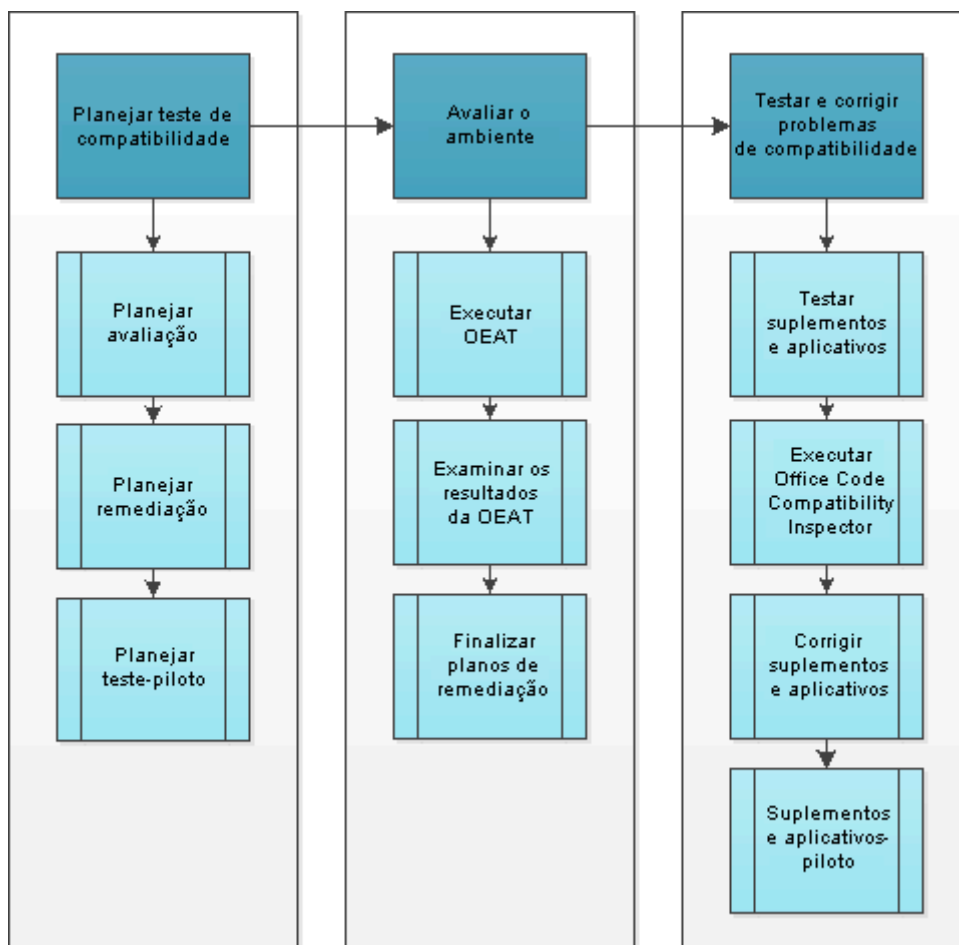 Planejar teste de
compatibilidade
Planejar
avaliação
Planejar
remediação
Planejar
teste-piloto
Avaliar o
ambiente
Executar
OEAT
Examinar os
resultados
da OEAT
Finalizar
planos de
remediação
Testar e corrigir
problemas
de compatibilidade
Testar
suplementos
e aplicativos
Executar
Office Code
Compatibility
Inspector
Corrigir
suplementos
e aplicativos
Suplementos
e aplicativos-
piloto